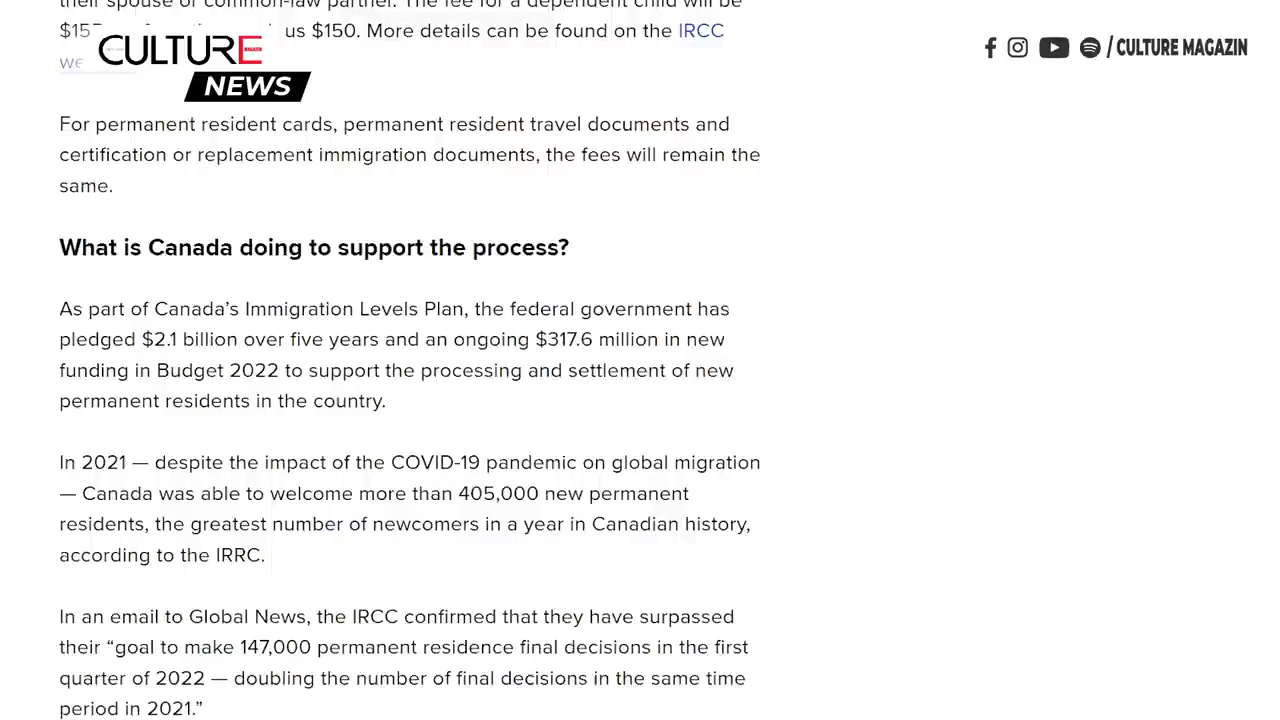 their spouse or common-law partner. The fee for a dependent child will be
us $150. More details can be found on the IRCC
CULTURE
NEWS
/ CULTURE MAGAZIN
For permanent resident cards, permanent resident travel documents and
certification or replacement immigration documents, the fees will remain the
same.
What is Canada doing to support the process?
As part of Canada’s Immigration Levels Plan, the federal government has
pledged $2.1 billion over five years and an ongoing $317.6 million in new
funding in Budget 2022 to support the processing and settlement of new
permanent residents in the country.
In 2021 — despite the impact of the COVID-19 pandemic on global migration
— Canada was able to welcome more than 405,000 new permanent
residents, the greatest number of newcomers in a year in Canadian history,
according to the IRRC.
In an email to Global News, the IRCC confirmed that they have surpassed
their “goal to make 147,000 permanent residence final decisions in the first
quarter of 2022 — doubling the number of final decisions in the same time
period in 2021.”